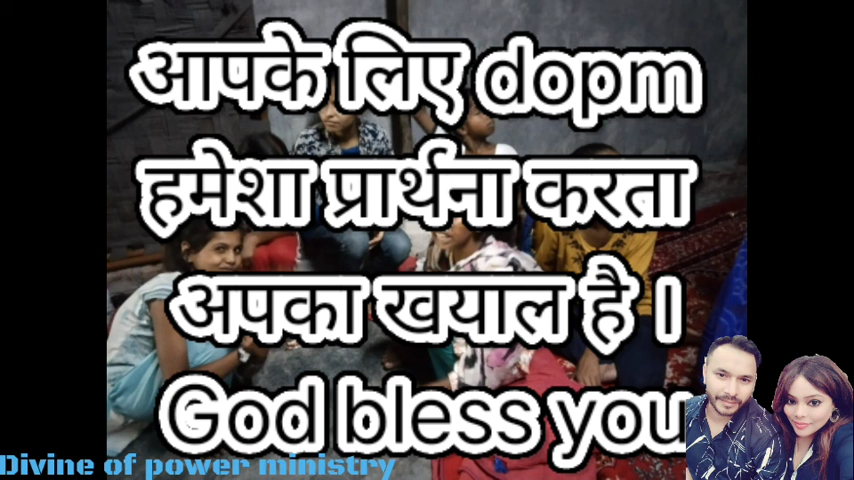 आपके लिए dopm
हमेशा प्रार्थना करता
अपका खयाल है ।
God bless you
Divine of power ministry